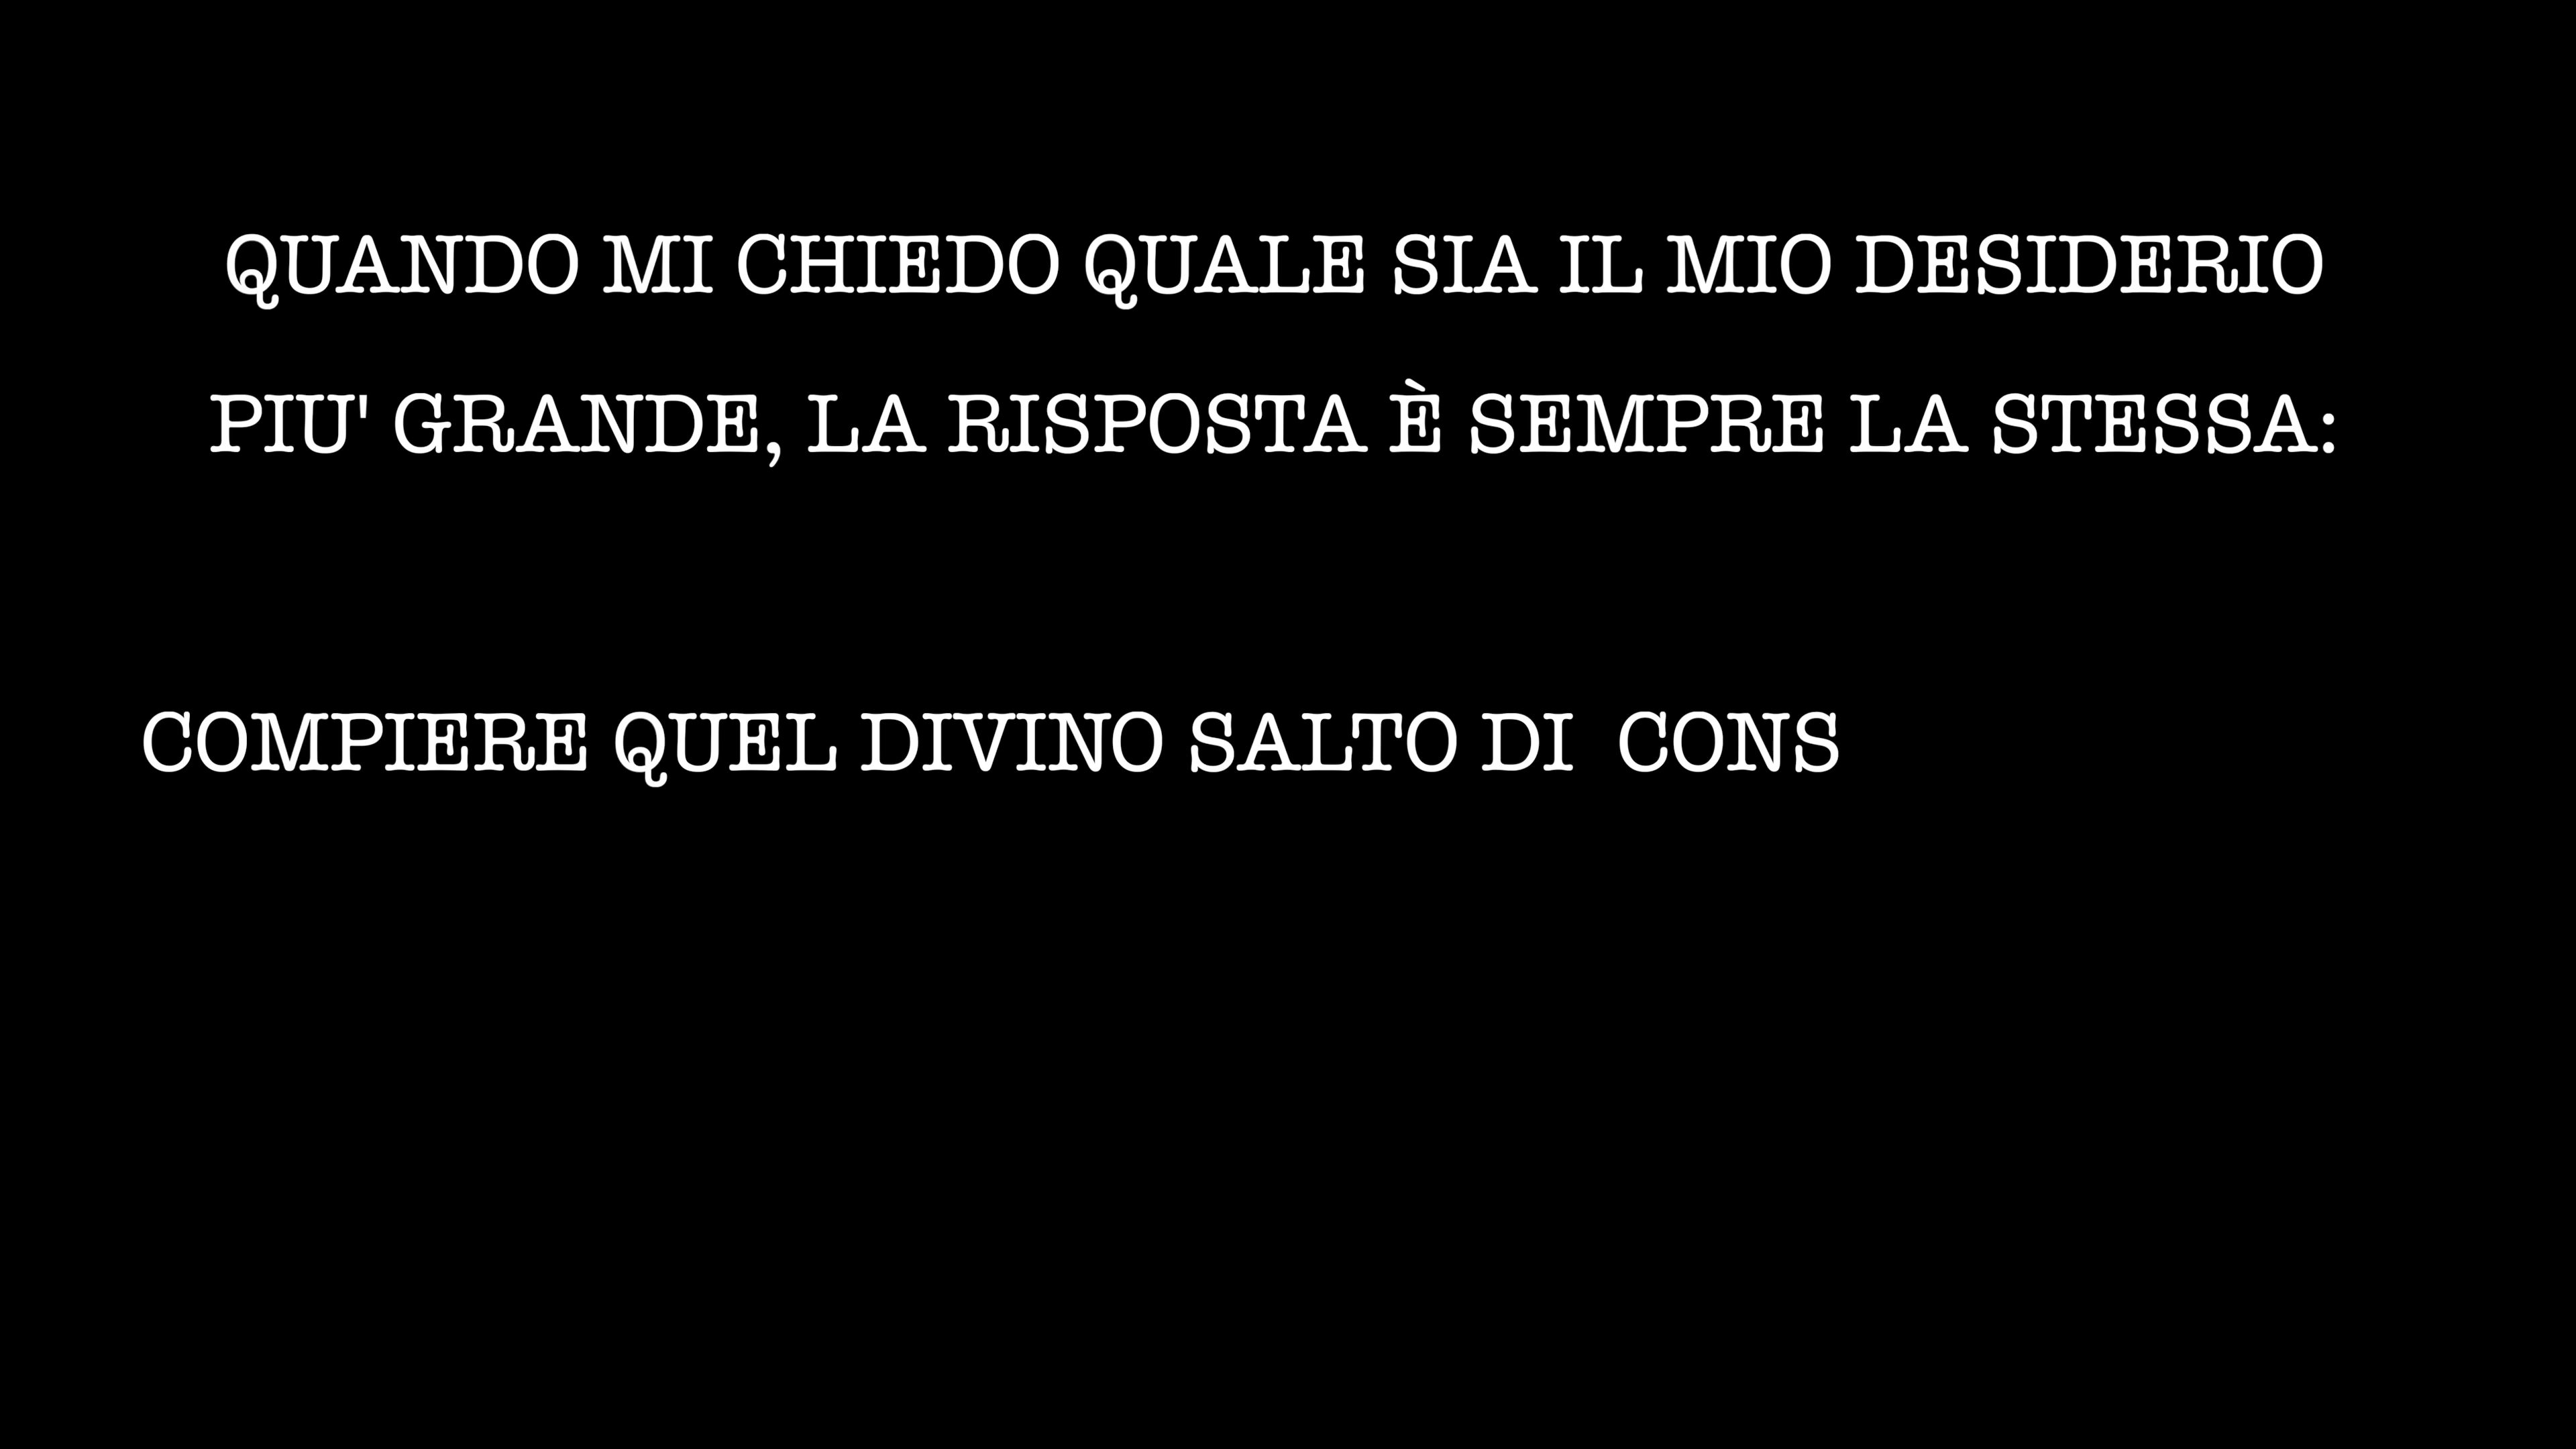 QUANDO MI CHIEDO QUALE SIA IL MIO DESIDERIO
PIU' GRANDE, LA RISPOSTA È SEMPRE LA STESSA:
COMPIERE QUEL DIVINO SALTO DI  CONS